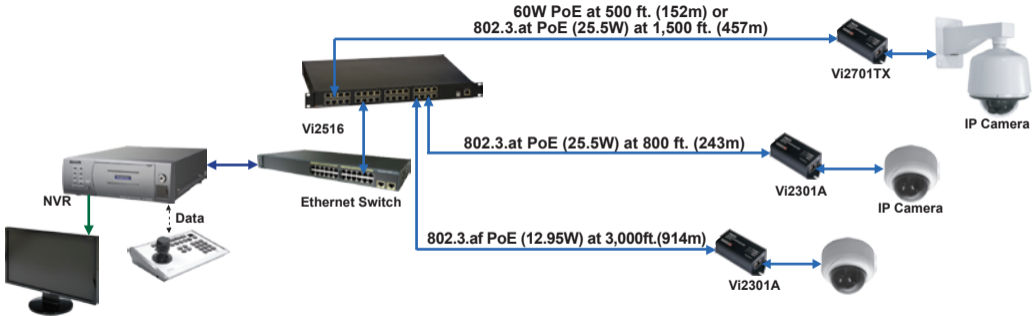 60W PoE at 500 ft. (152m) or
802.3.at PoE (25.5W) at 1,500 ft. (457m)
Vi2701TX
IP Camera
Vi2516
802.3.at PoE (25.5W) at 800 ft. (243m)
Vi2301A
IP Camera
NVR
Ethernet Switch
Data
802.3.af PoE (12.95W) at 3,000ft.(914m)
Vi2301A